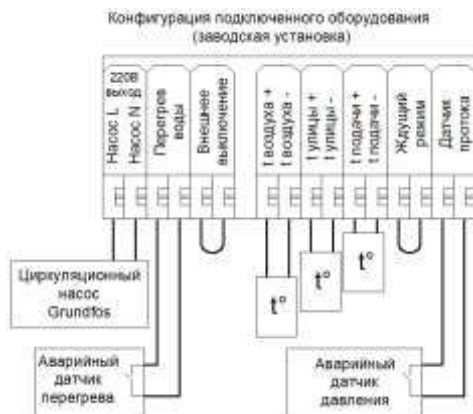 Конфигурация подключенного оборудования
(заводская установка)
220В
выход
Насос L
Насос N
Перегрев
воды
Внешнее
выключение
t воздуха +
t воздуха -
t улицы +
t улицы -
t подачи +
t подачи -
Ждущий
режим
Датчик
протока
Циркуляционный
насос
Grundfos
t°
t°
t°
Аварийный
датчик
перегрева
Аварийный
датчик
давления